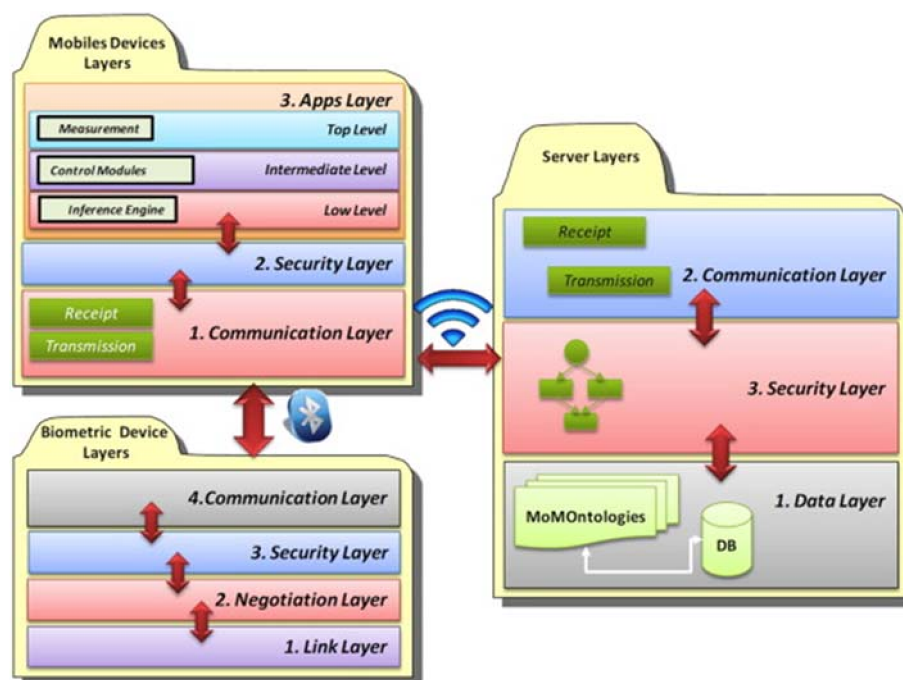 Mobiles Devices
Layers
3. Apps Layer
Measurement
Top Level
Control Modules
Intermediate Level
Inference Engine
Low Level
2. Security Layer
Receipt
1. Communication Layer
Transmission
Biometric Device
Layers
4.Communication Layer
3. Security Layer
2. Negotiation Layer
1. Link Layer
Server Layers
Receipt
2. Communication Layer
Transmission
3. Security Layer
1. Data Layer
MoMOntologies
DB